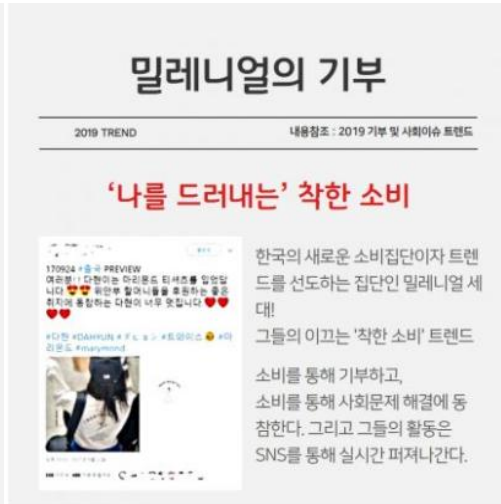 밀레니얼의 기부
2019 TREND
내용참조 : 2019 기부 및 사회이슈 트렌드
‘나를 드러내는’ 착한 소비
170924 #출국 PREVIEW
여러분!! 다현이는 마리몬드 티셔츠를 입었답
니다 😍😍 위안부 할머니들을 후원하는 좋은
취지에 동참하는 다현이 너무 멋집니다 ❤❤
❤❤
#다현 #DAHYUN #트와이스 #마
리몬드 #marymond
한국의 새로운 소비집단이자 트렌
드를 선도하는 집단인 밀레니얼 세
대!
그들의 이끄는 '착한 소비' 트렌드
소비를 통해 기부하고,
소비를 통해 사회문제 해결에 동
참한다. 그리고 그들의 활동은
SNS를 통해 실시간 퍼져나간다.